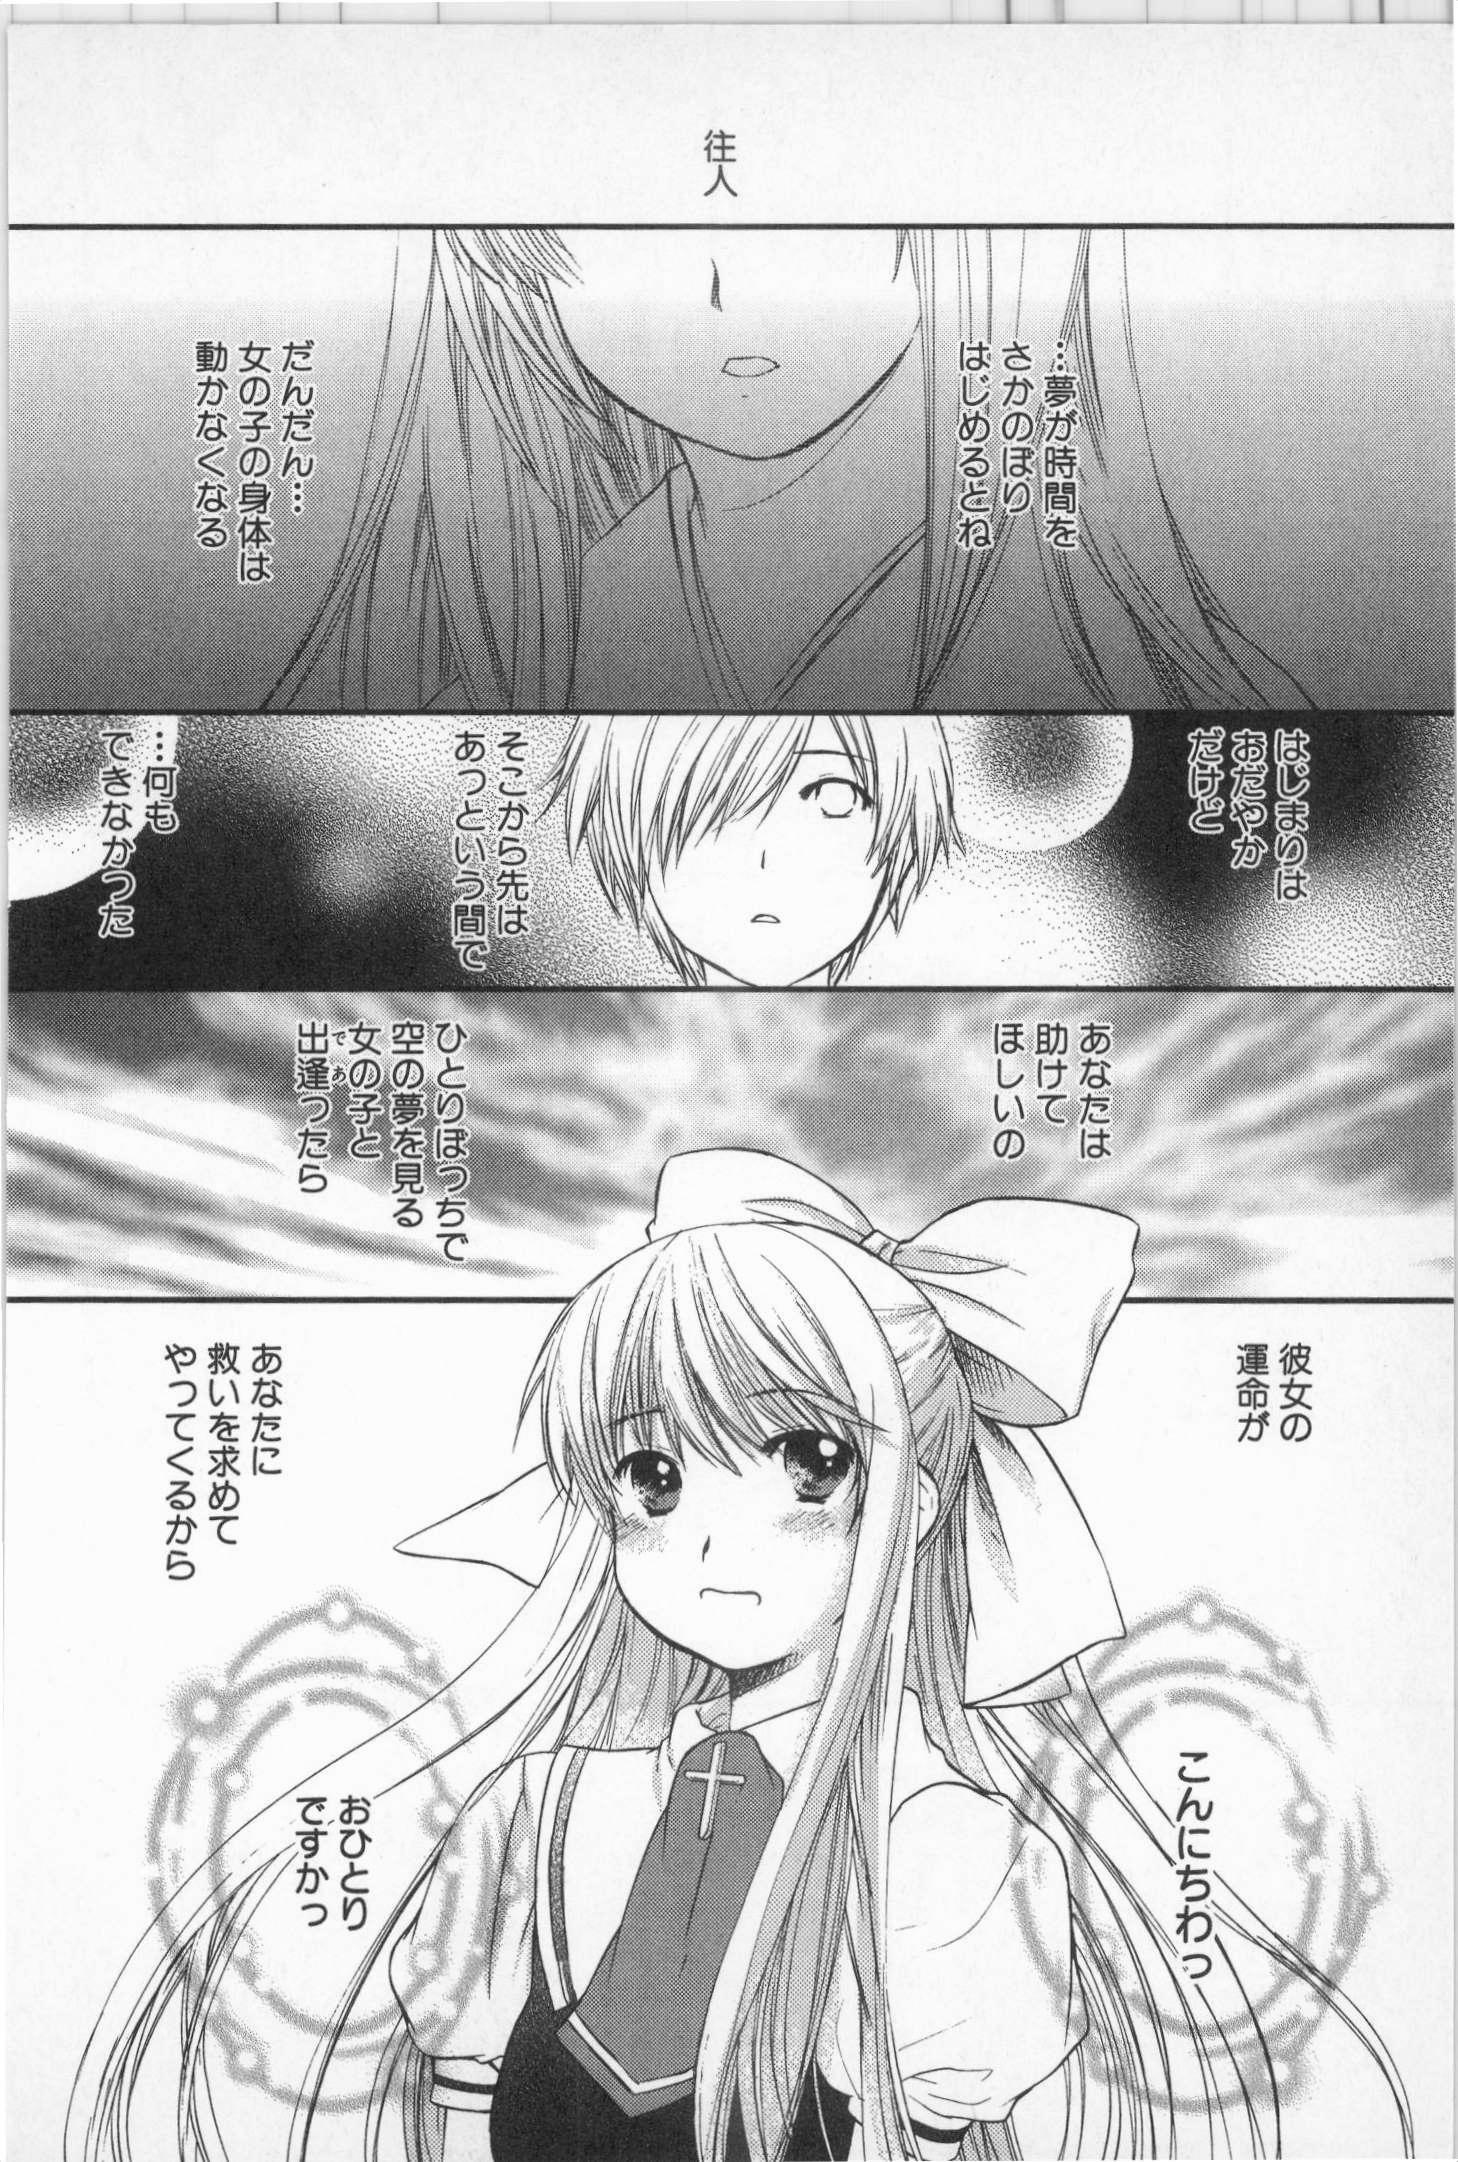 往人
…夢が時間を
さかのぼり
はじめるとね
だんだん…
女の子の身体は
動かなくなる
はじまりは
おだやか
だけど
そこから先は
あっという間で
…何も
できなかった
あなたは
助けて
ほしいの
ひとりぼっちで
空の夢を見る
女の子と
出逢ったら
であ
彼女の
運命が
あなたに
救いを求めて
やってくるから
こんにちわっ
おひとり
ですかっ